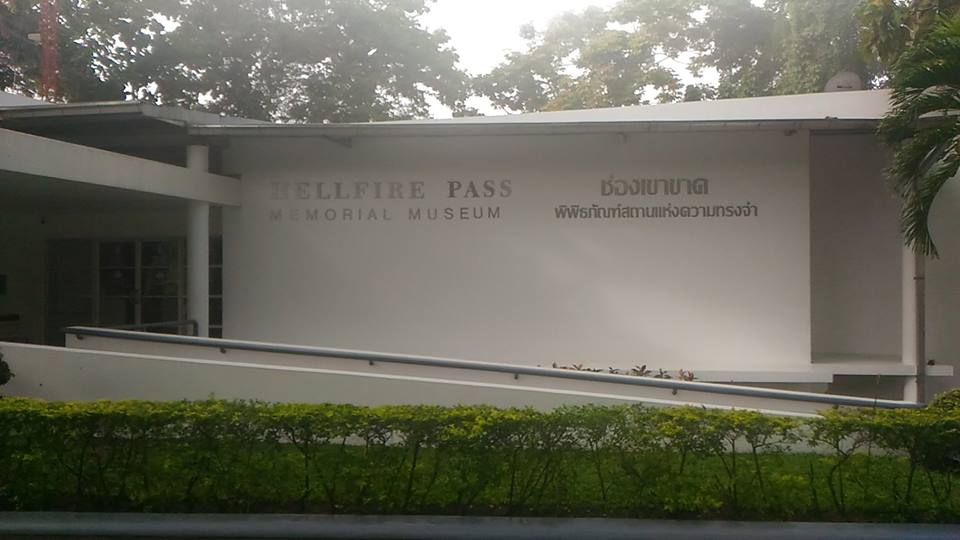 HELLFIRE PASS
MEMORIAL MUSEUM
ช่องเขาขาด
พิพิธภัณฑ์สถานแห่งความทรงจำ